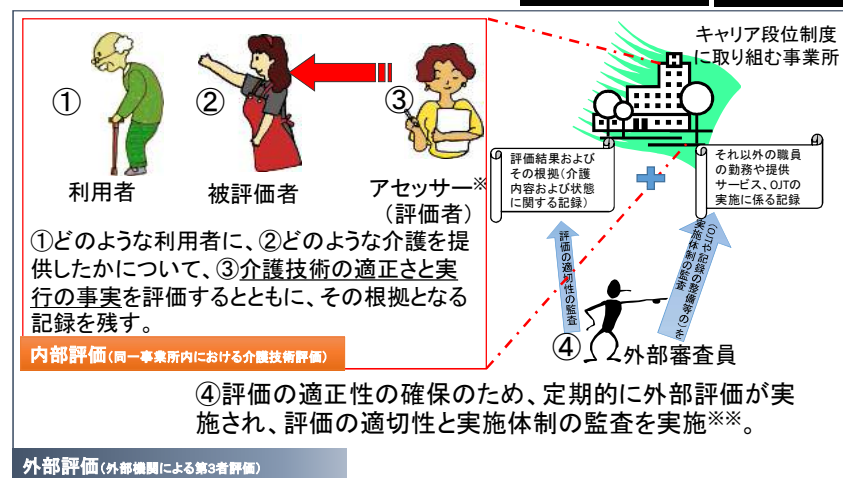 キャリア段位制度
に取り組む事業所
①
②
③
利用者
被評価者
アセッサー※
(評価者)
評価結果および
その根拠(介護
内容および状態
に関する記録)
それ以外の職員
の勤務や提供
サービス、OJTの
実施に係る記録
評価の適切性の監査
(OJTや記録の整備等の)を
実施体制の監査
①どのような利用者に、②どのような介護を提
供したかについて、③介護技術の適正さと実
行の事実を評価するとともに、その根拠となる
記録を残す。
内部評価(同一事業所内における介護技術評価)
④
外部審査員
④評価の適正性の確保のため、定期的に外部評価が実
施され、評価の適切性と実施体制の監査を実施※※。
外部評価(外部機関による第3者評価)